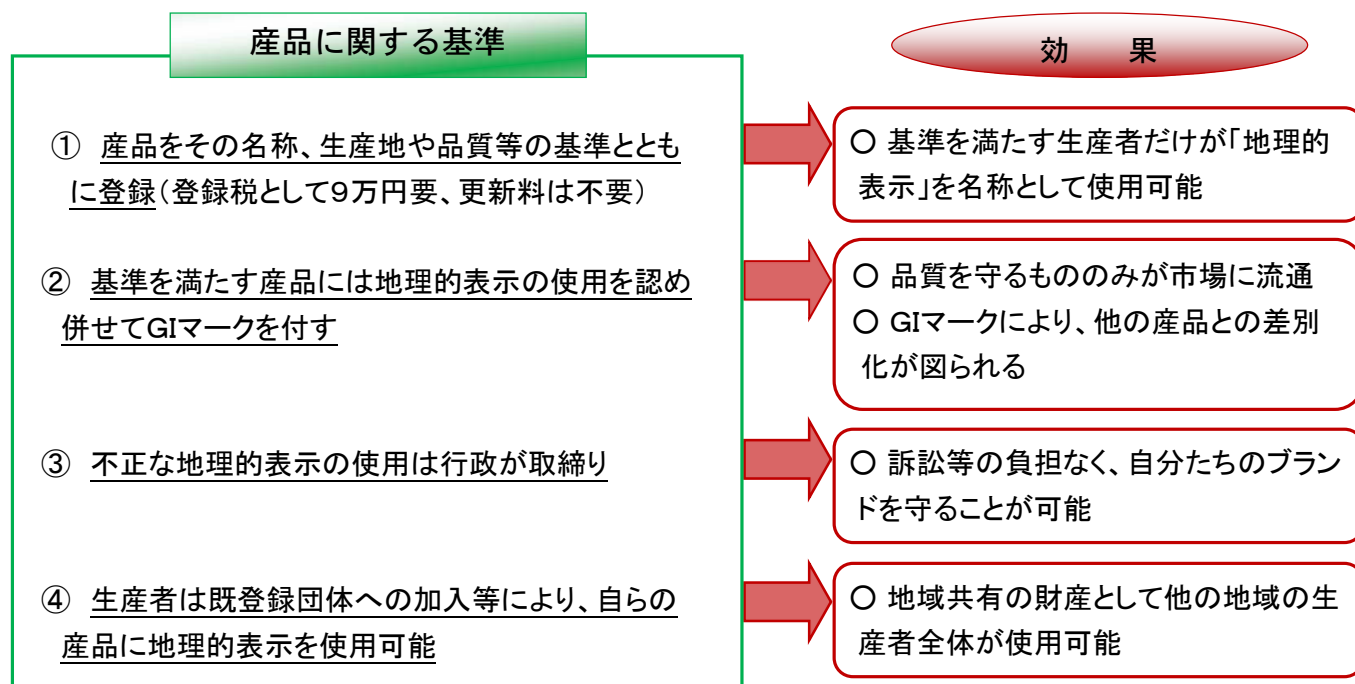 産品に関する基準
効　果
① 産品をその名称、生産地や品質等の基準ととも
に登録(登録税として９万円要、更新料は不要)
○ 基準を満たす生産者だけが「地理的
表示」を名称として使用可能
② 基準を満たす産品には地理的表示の使用を認め
併せてGIマークを付す
○ 品質を守るもののみが市場に流通
○ GIマークにより、他の産品との差別
化が図られる
③ 不正な地理的表示の使用は行政が取締り
○ 訴訟等の負担なく、自分たちのブラン
ドを守ることが可能
④ 生産者は既登録団体への加入等により、自らの
産品に地理的表示を使用可能
○ 地域共有の財産として他の地域の生
産者全体が使用可能